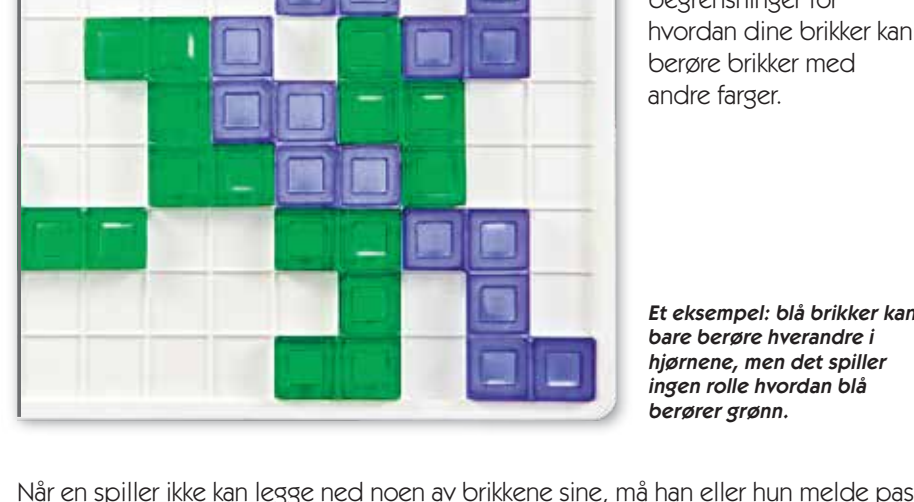 begrensninger for
hvordan dine brikker kan
berøre brikker med
andre farger.
Et eksempel: blå brikker kan
bare berøre hverandre i
hjørnene, men det spiller
ingen rolle hvordan blå
berører grønn.
Når en spiller ikke kan legge ned noen av brikkene sine, må han eller hun melde pas